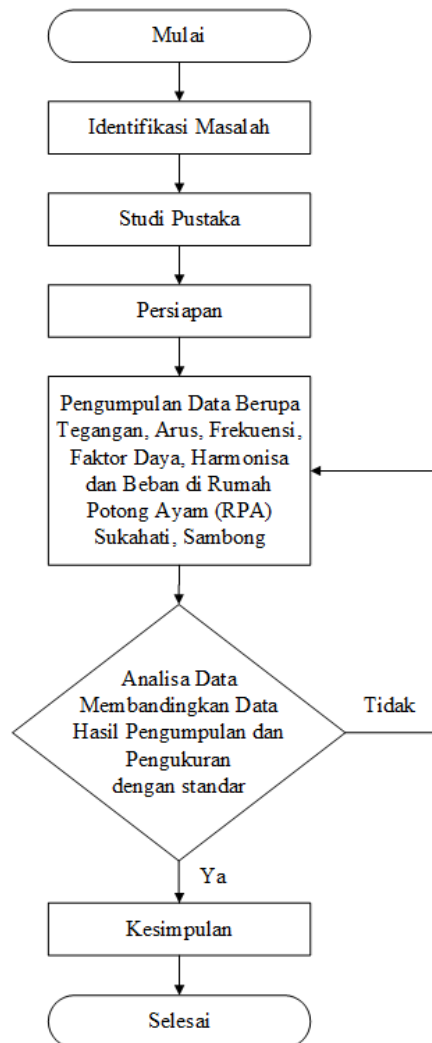 Mulai
Identifikasi Masalah
Studi Pustaka
Persiapan
Pengumpulan Data Berupa
Tegangan, Arus, Frekuensi,
Faktor Daya, Harmonisa
dan Beban di Rumah
Potong Ayam (RPA)
Sukahati, Sambong
Analisa Data
Membandingkan Data
Hasil Pengumpulan dan
Pengukuran
dengan standar
Tidak
Ya
Kesimpulan
Selesai